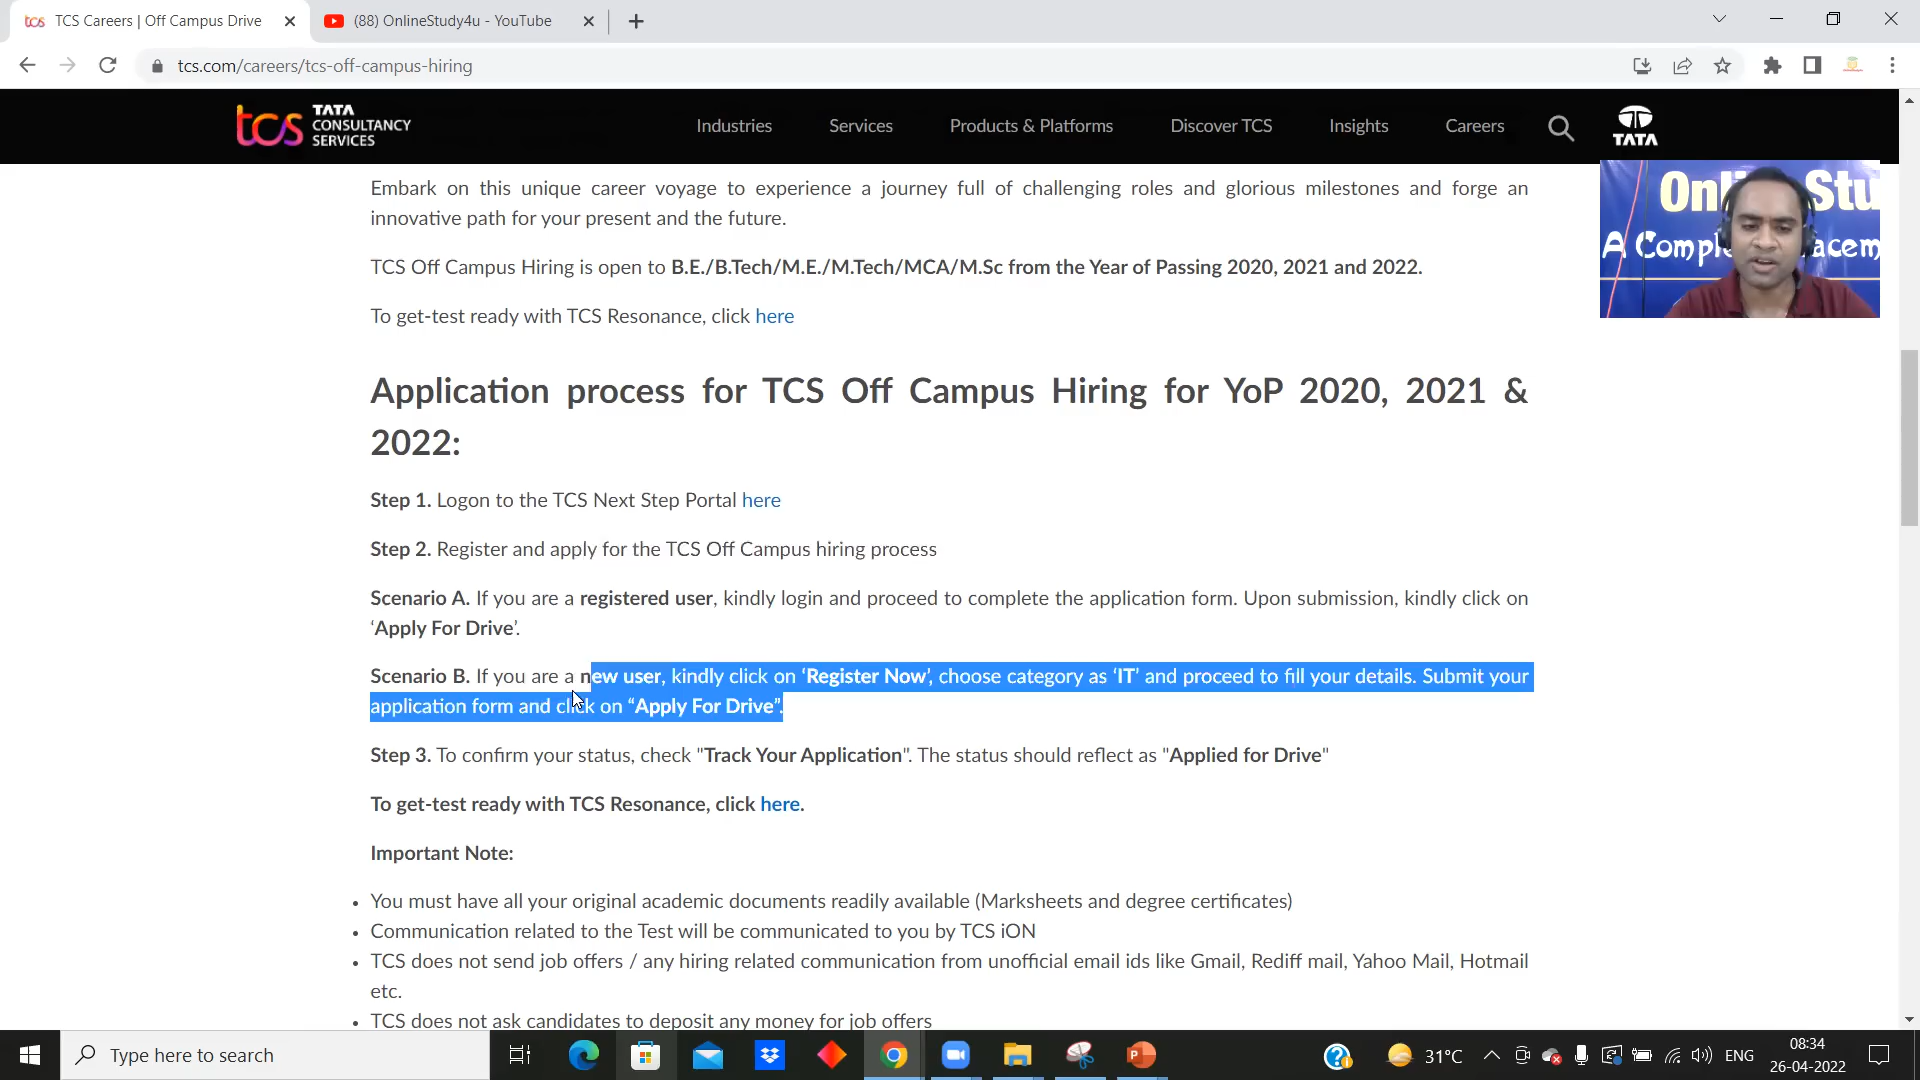 TCS Careers | Off Campus Drive
(88) OnlineStudy4u - YouTube
tcs.com/careers/tcs-off-campus-hiring
tcs TATA CONSULTANCY SERVICES
Industries
Services
Products & Platforms
Discover TCS
Insights
Careers
TATA
Embark on this unique career voyage to experience a journey full of challenging roles and glorious milestones and forge an
innovative path for your present and the future.
TCS Off Campus Hiring is open to B.E./B.Tech/M.E./M.Tech/MCA/M.Sc from the Year of Passing 2020, 2021 and 2022.
To get-test ready with TCS Resonance, click here
Application process for TCS Off Campus Hiring for YoP 2020, 2021 &
2022:
Step 1. Logon to the TCS Next Step Portal here
Step 2. Register and apply for the TCS Off Campus hiring process
Scenario A. If you are a registered user, kindly login and proceed to complete the application form. Upon submission, kindly click on
‘Apply For Drive’.
Scenario B. If you are a new user, kindly click on ‘Register Now’, choose category as ‘IT’ and proceed to fill your details. Submit your
application form and click on “Apply For Drive”.
Step 3. To confirm your status, check "Track Your Application". The status should reflect as "Applied for Drive"
To get-test ready with TCS Resonance, click here.
Important Note:
• You must have all your original academic documents readily available (Marksheets and degree certificates)
• Communication related to the Test will be communicated to you by TCS iON
• TCS does not send job offers / any hiring related communication from unofficial email ids like Gmail, Rediff mail, Yahoo Mail, Hotmail
etc.
• TCS does not ask candidates to deposit any money for job offers
Type here to search
31°C
ENG
08:34
26-04-2022